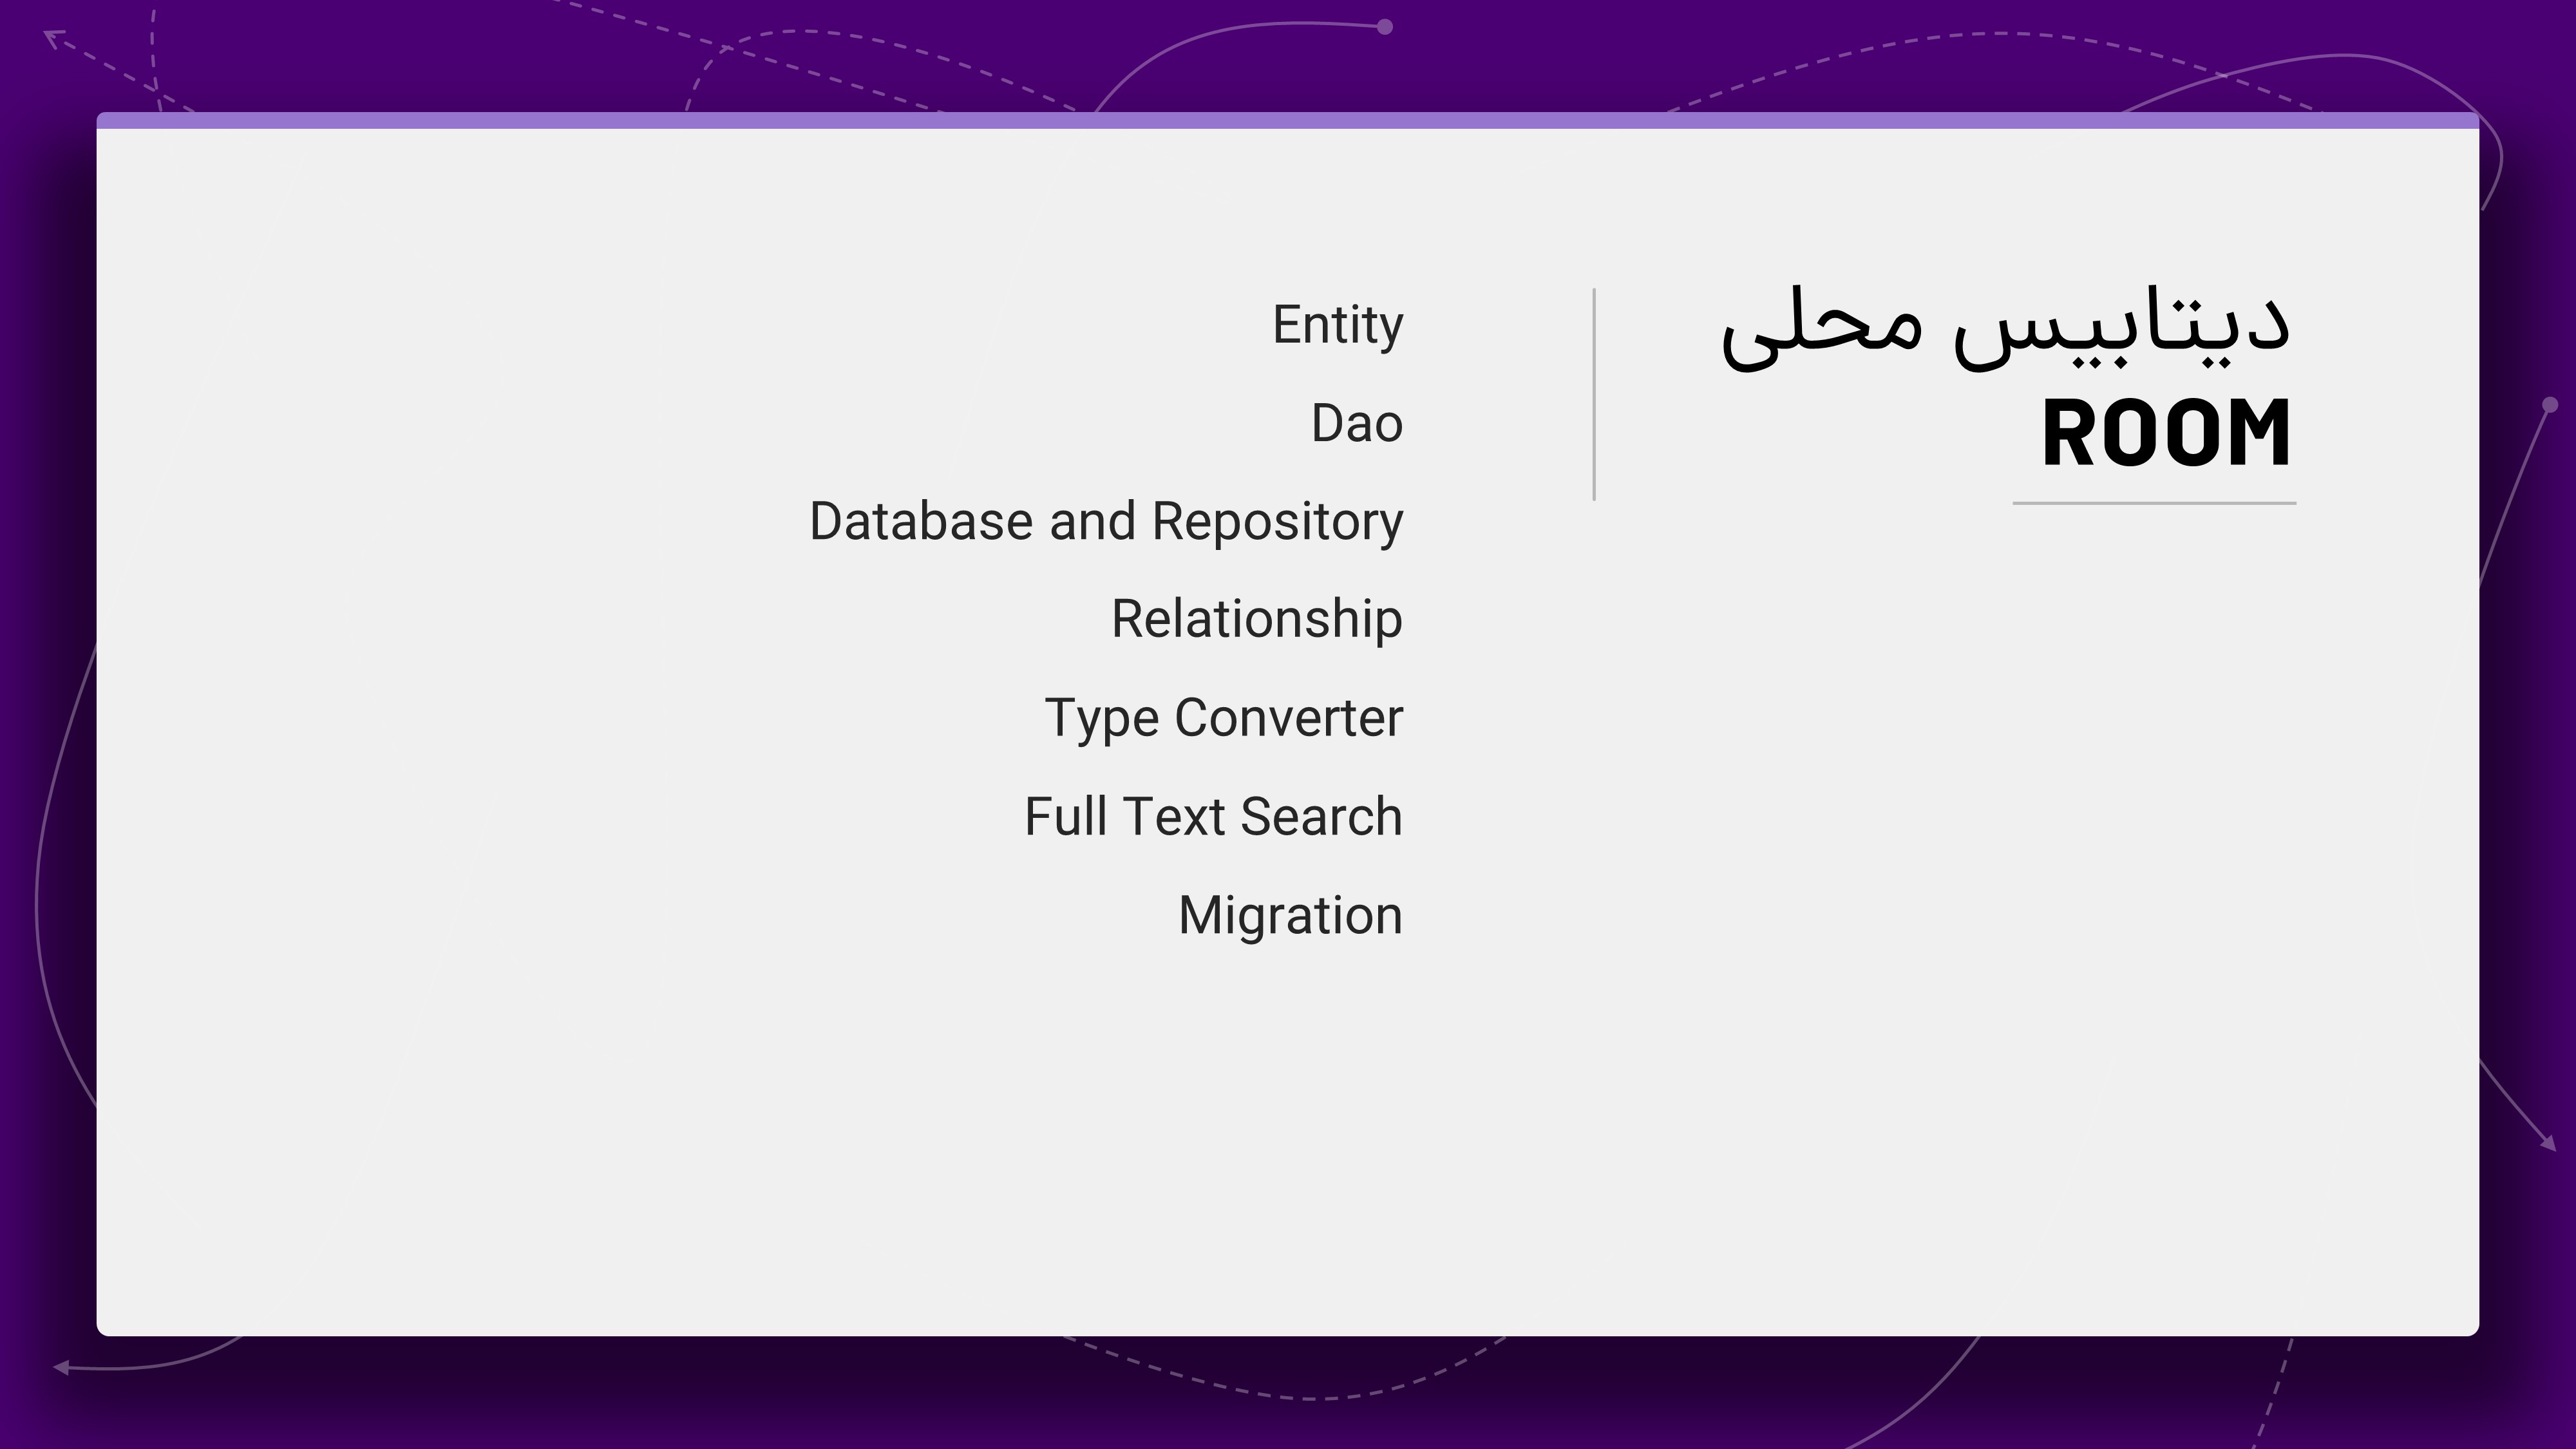 دیتابیس محلی
ROOM
Entity
Dao
Database and Repository
Relationship
Type Converter
Full Text Search
Migration